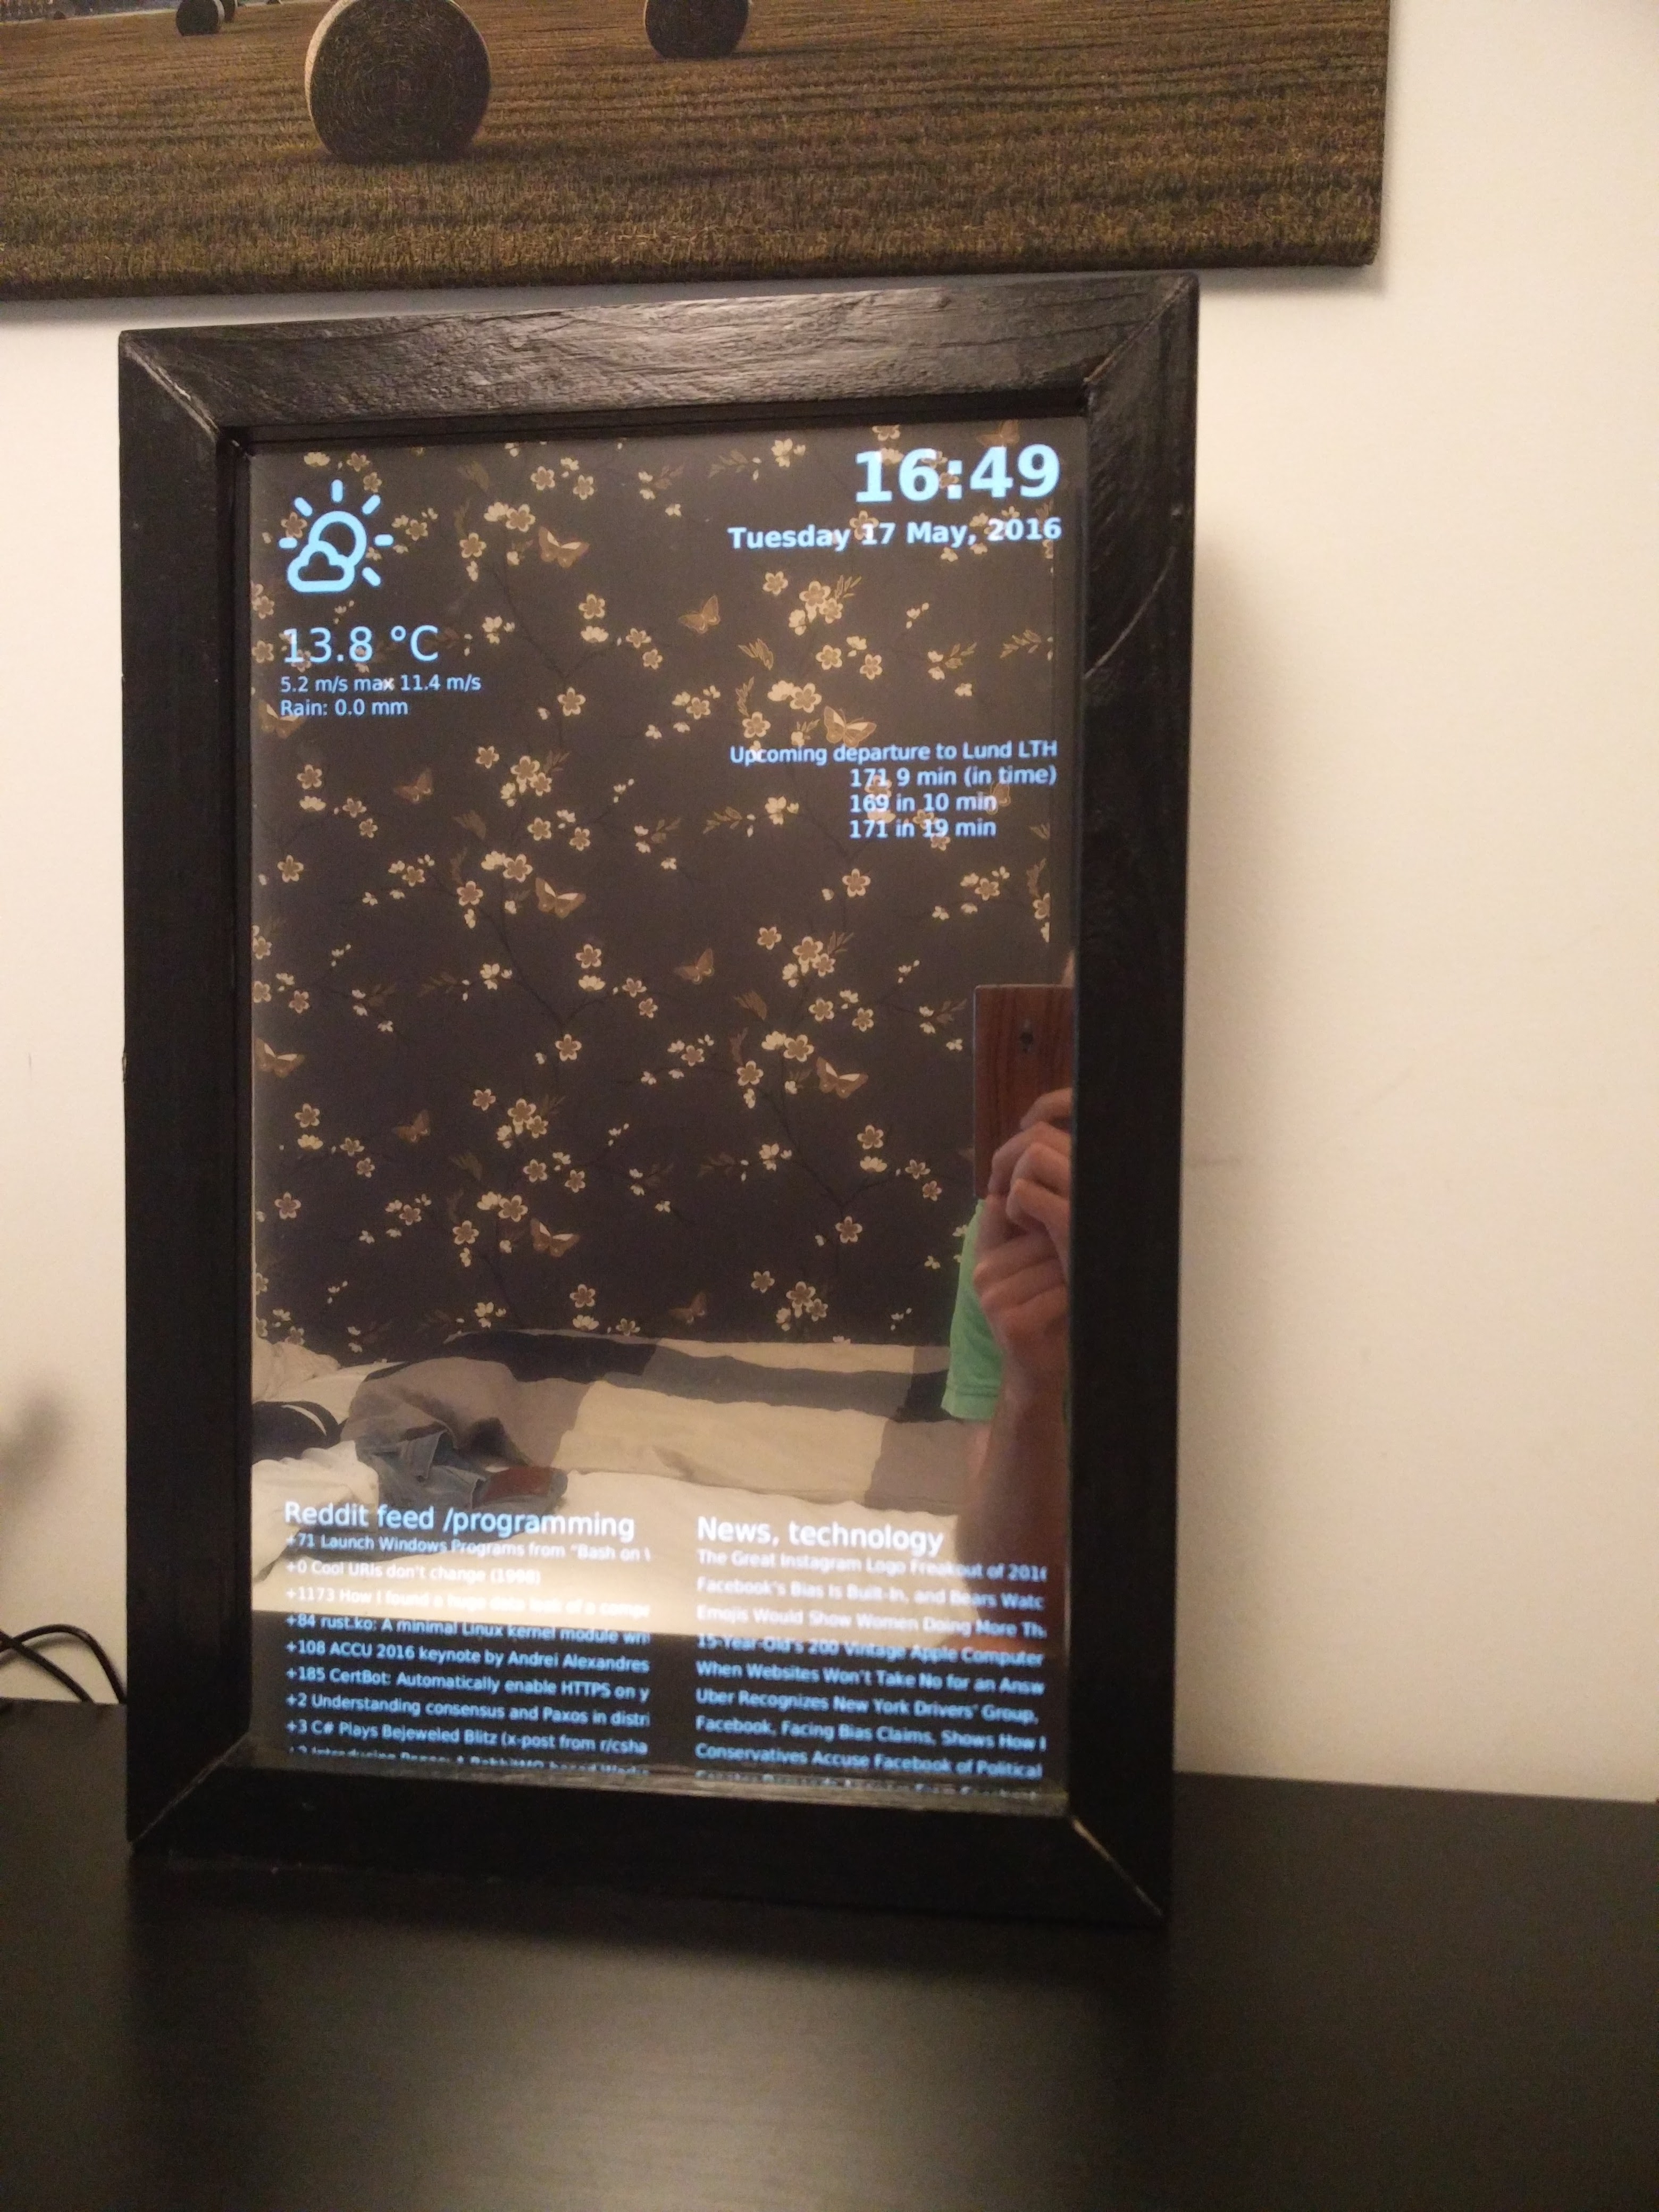 16:49
Tuesday 17 May, 2016
13.8 °C
5.2 m/s max 11.4 m/s
Rain: 0.0 mm
Upcoming departure to Lund LTH
171 9 min (in time)
169 in 10 min
171 in 19 min
Reddit feed /programming
+71 Launch Windows Programs from "Bash on
+0 Cool URIs don't change (1998)
+1173 How I found a huge data leak of a compa
+84 rust.ko: A minimal Linux kernel module wri
+108 ACCU 2016 keynote by Andrei Alexandres
+185 CertBot: Automatically enable HTTPS on y
+2 Understanding consensus and Paxos in distri
+3 C# Plays Bejeweled Blitz (x-post from r/csha
News, technology
The Great Instagram Logo Freakout of 2016
Facebook's Bias Is Built-In, and Bears Watc
Emojis Would Show Women Doing More Th
15-Year-Old's 200 Vintage Apple Computer
When Websites Won't Take No for an Answ
Uber Recognizes New York Drivers' Group,
Facebook, Facing Bias Claims, Shows How
Conservatives Accuse Facebook of Political